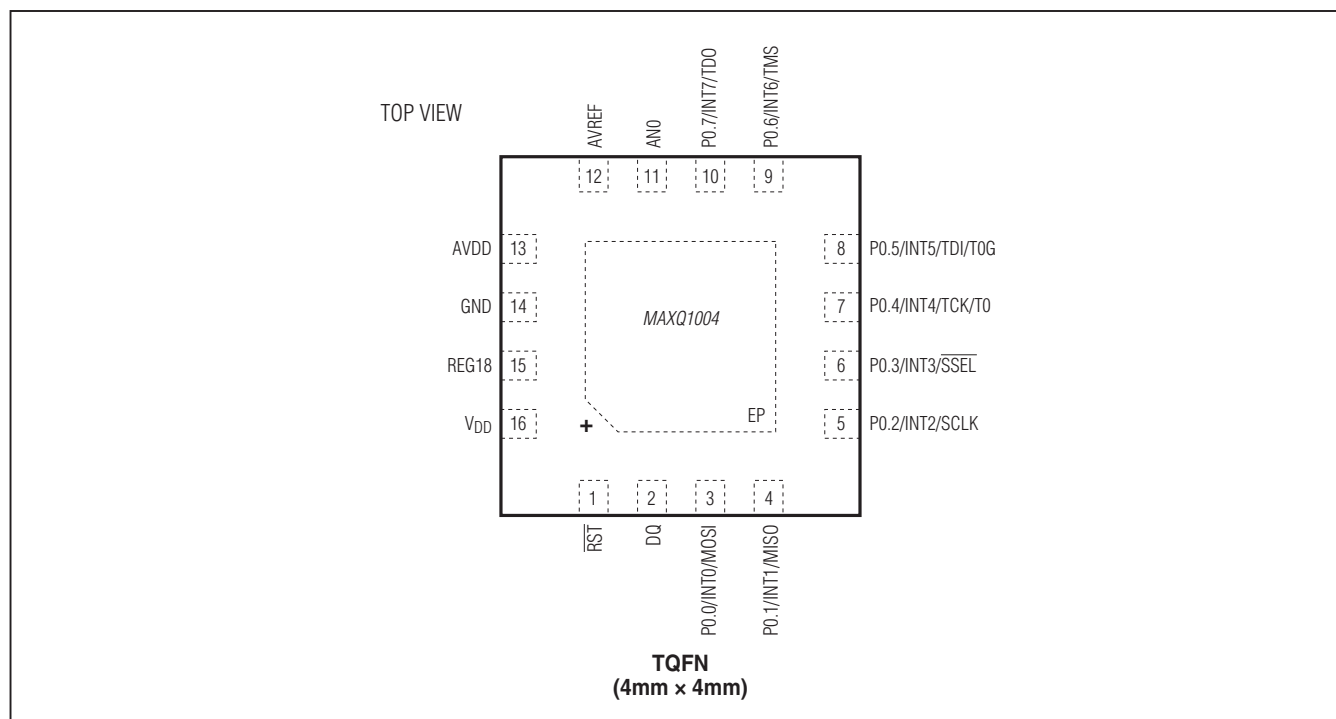 TOP VIEW
AVREF
AN0
P0.7/INT7/TDO
P0.6/INT6/TMS
12
11
10
9
AVDD 13
8 P0.5/INT5/TDI/T0G
GND 14
7 P0.4/INT4/TCK/T0
MAXQ1004
REG18 15
6 P0.3/INT3/S̅S̅E̅L̅
VDD 16
+
EP
5 P0.2/INT2/SCLK
1
2
3
4
R̅S̅T̅
DQ
P0.0/INT0/MOSI
P0.1/INT1/MISO
TQFN
(4mm × 4mm)